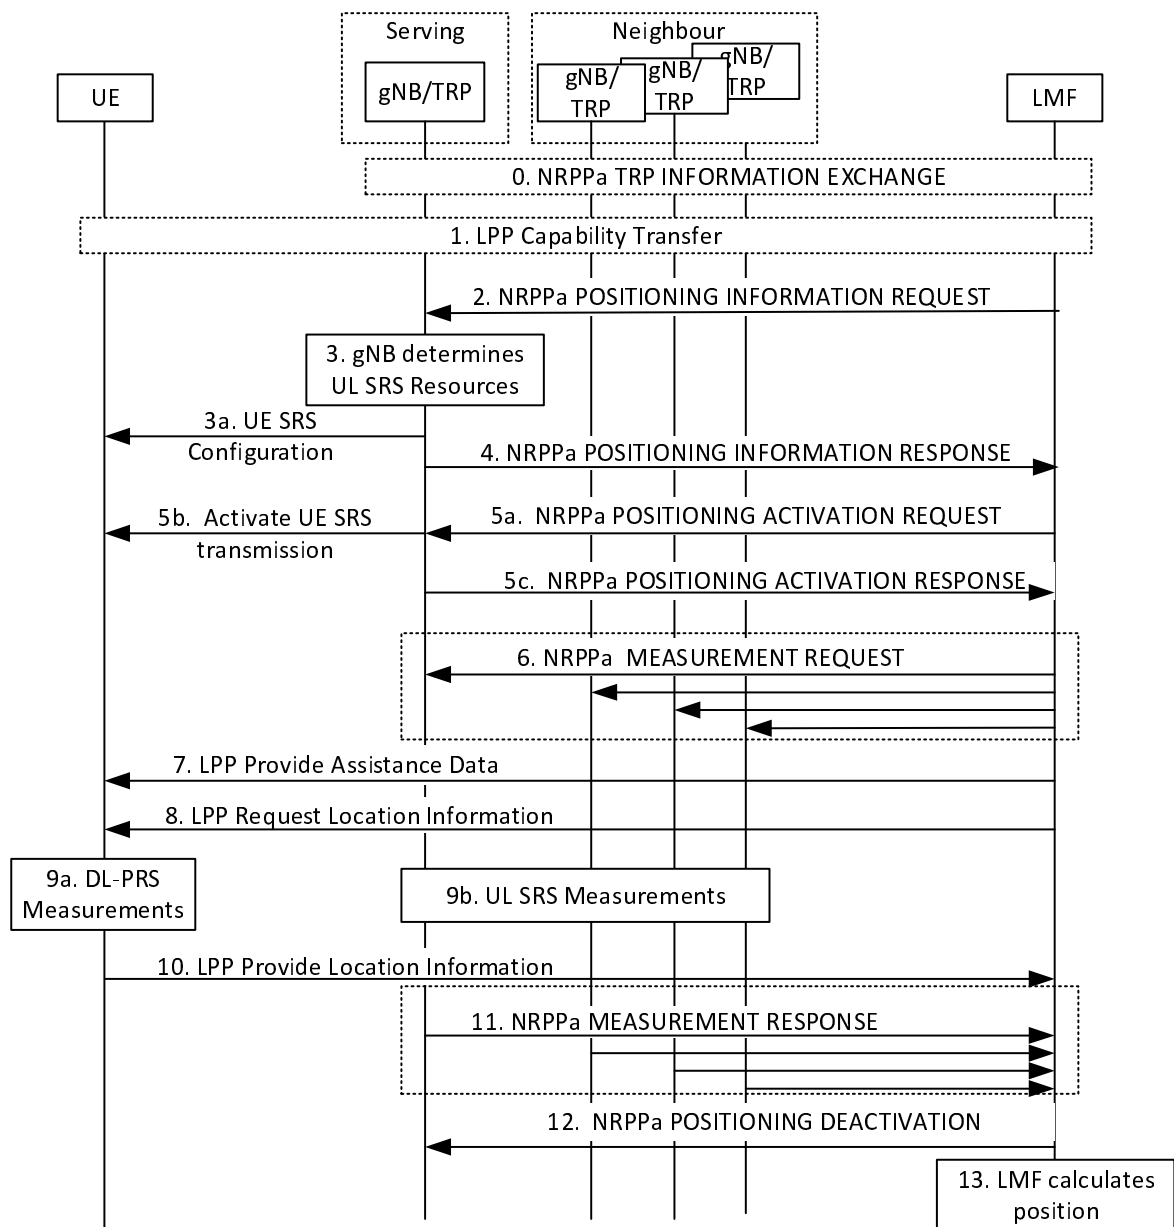 Serving
Neighbour
UE
gNB/TRP
gNB/
TRP
gNB/
TRP
gNB/
TRP
LMF
0. NRPPa TRP INFORMATION EXCHANGE
1. LPP Capability Transfer
2. NRPPa POSITIONING INFORMATION REQUEST
3. gNB determines
UL SRS Resources
3a. UE SRS
Configuration
4. NRPPa POSITIONING INFORMATION RESPONSE
5b. Activate UE SRS
transmission
5a. NRPPa POSITIONING ACTIVATION REQUEST
5c. NRPPa POSITIONING ACTIVATION RESPONSE
6. NRPPa MEASUREMENT REQUEST
7. LPP Provide Assistance Data
8. LPP Request Location Information
9a. DL-PRS
Measurements
9b. UL SRS Measurements
10. LPP Provide Location Information
11. NRPPa MEASUREMENT RESPONSE
12. NRPPa POSITIONING DEACTIVATION
13. LMF calculates
position